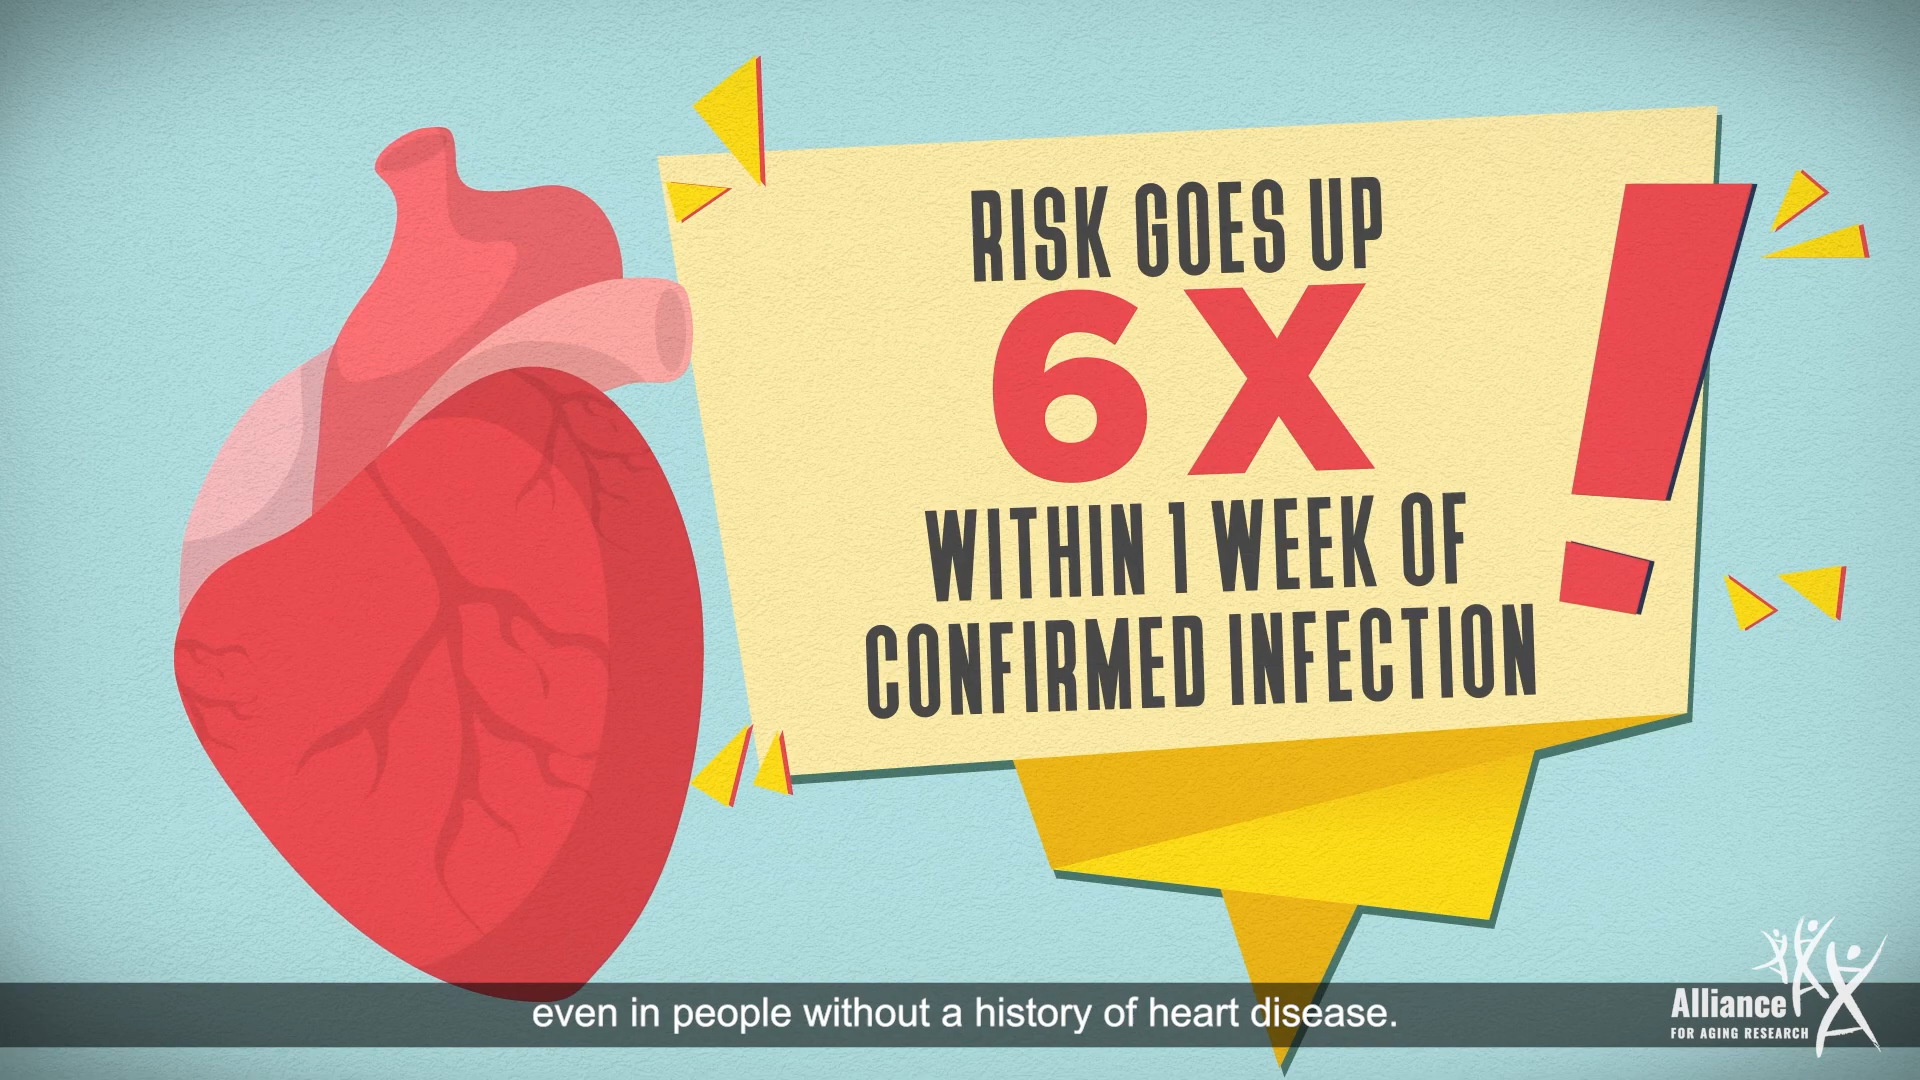 RISK GOES UP
6X
WITHIN 1 WEEK OF
CONFIRMED INFECTION
!
even in people without a history of heart disease.
Alliance
FOR AGING RESEARCH